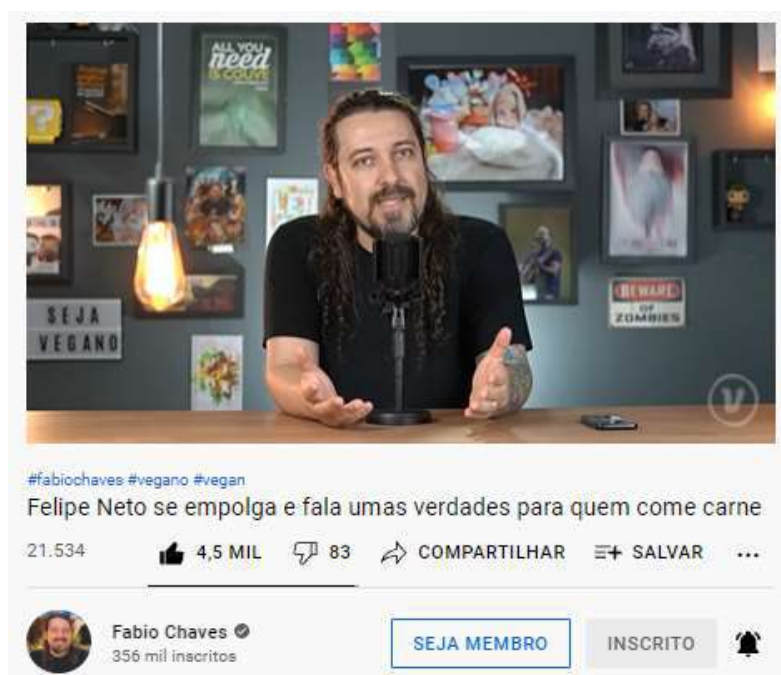 ALL YOU
need
IS COUVE
SEJA
VEGANO
BEWARE
OF
ZOMBIES
V
#fabiochaves #vegano #vegan
Felipe Neto se empolga e fala umas verdades para quem come carne
21.534
4,5 MIL
83
COMPARTILHAR
SALVAR
...
Fabio Chaves
356 mil inscritos
SEJA MEMBRO
INSCRITO